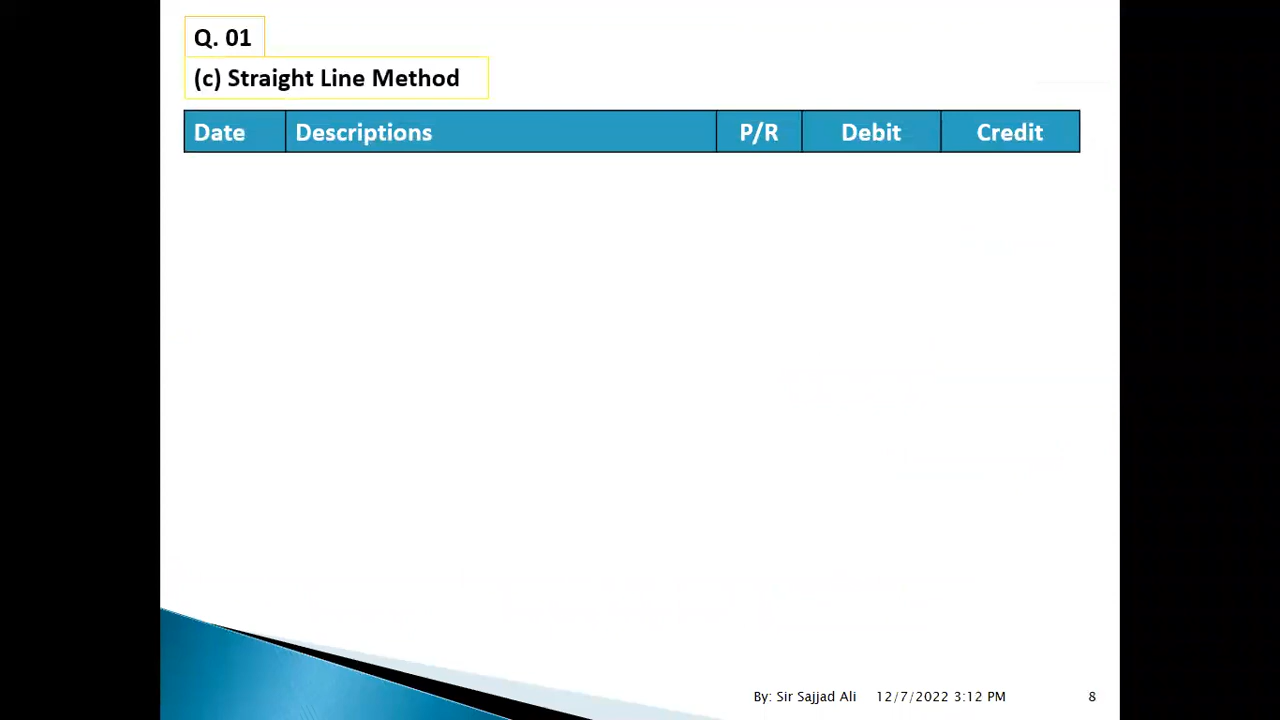 Q. 01
(c) Straight Line Method
Date Descriptions P/R Debit Credit
By: Sir Sajjad Ali 12/7/2022 3:12 PM 8